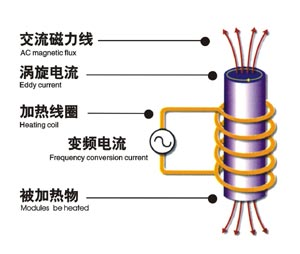 交流磁力线
AC magnetic flux
涡旋电流
Eddy current
加热线圈
Heating coil
变频电流
Frequency conversion current
被加热物
Modules be heated